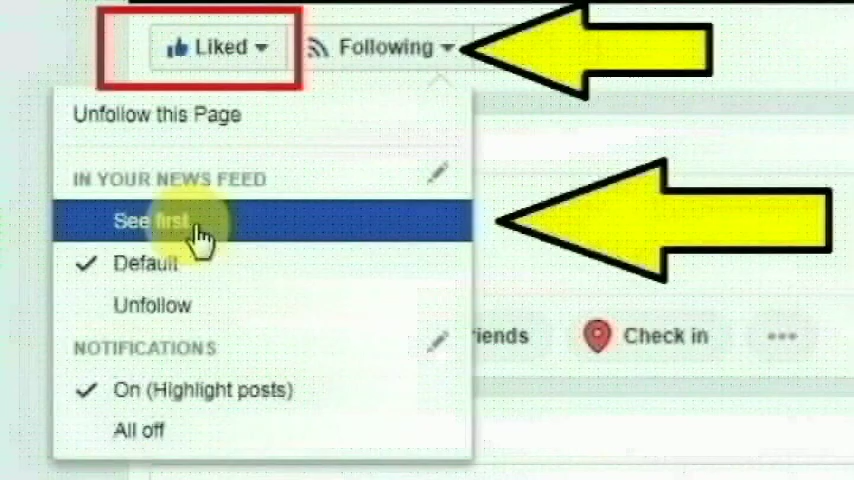 Liked Following
Unfollow this Page
IN YOUR NEWS FEED
See first
Default
Unfollow
riends Check in
NOTIFICATIONS
On (Highlight posts)
All off